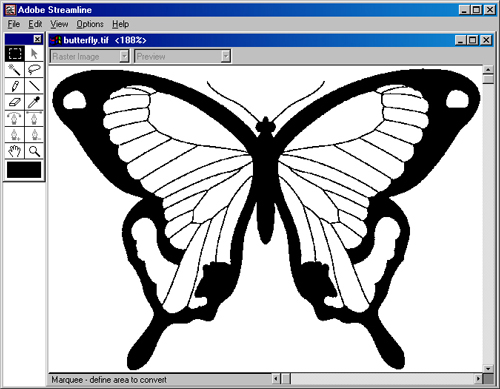 Adobe Streamline
File Edit View Options Help
butterfly.tif <188%>
Raster Image Preview
Marquee - define area to convert